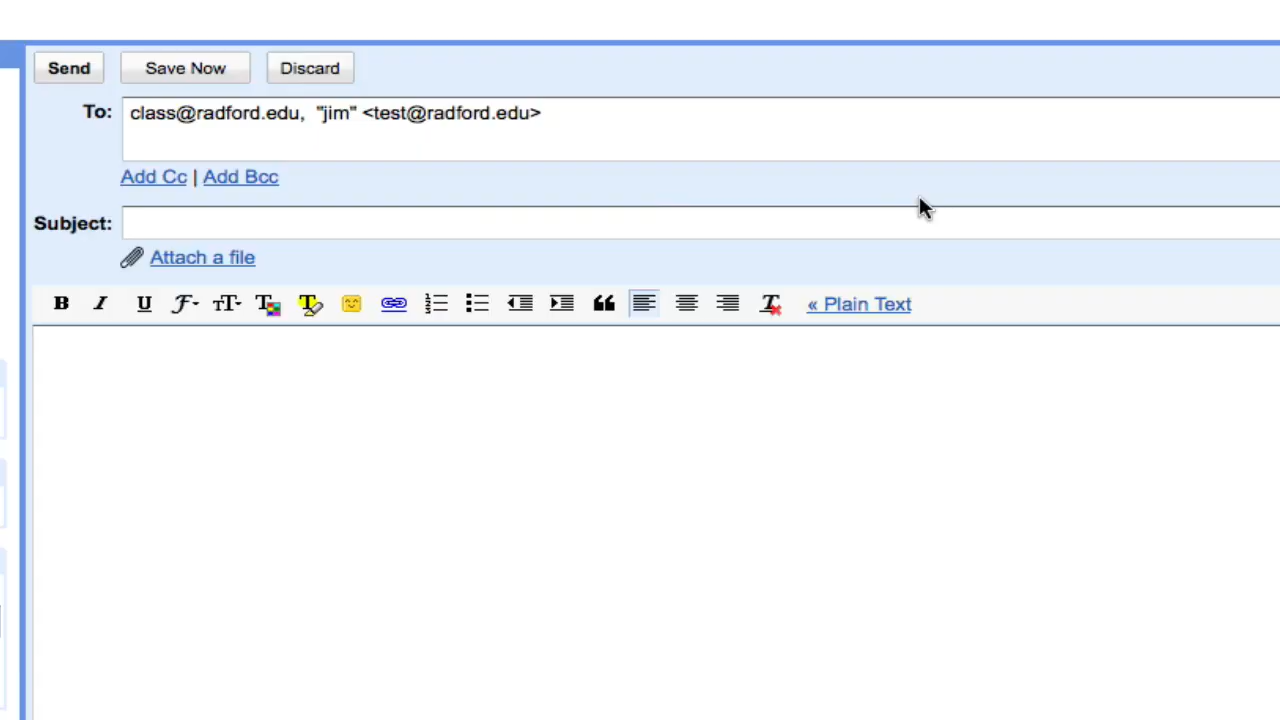 Send Save Now Discard
To: class@radford.edu, "jim" <test@radford.edu>
Add Cc | Add Bcc
Subject:
Attach a file
B I U F T T T T « Plain Text